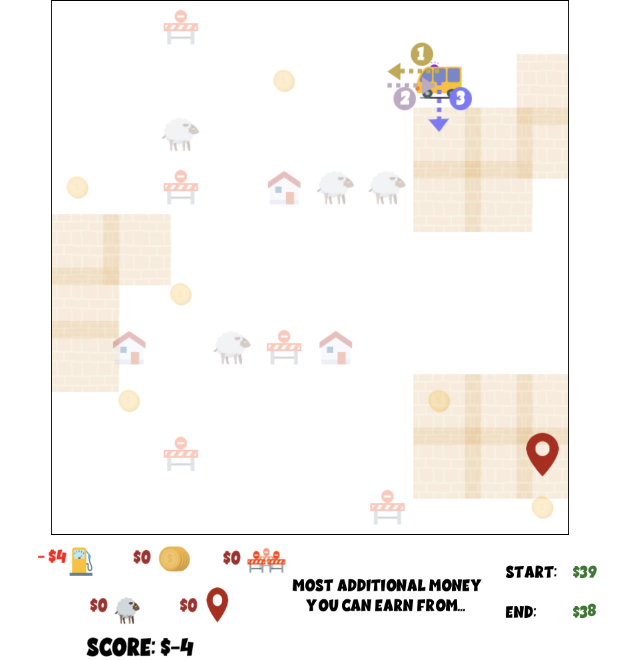 1
2
3
- $4
$0
$0
$0
$0
SCORE: $-4
MOST ADDITIONAL MONEY
YOU CAN EARN FROM...
START: $39
END: $38